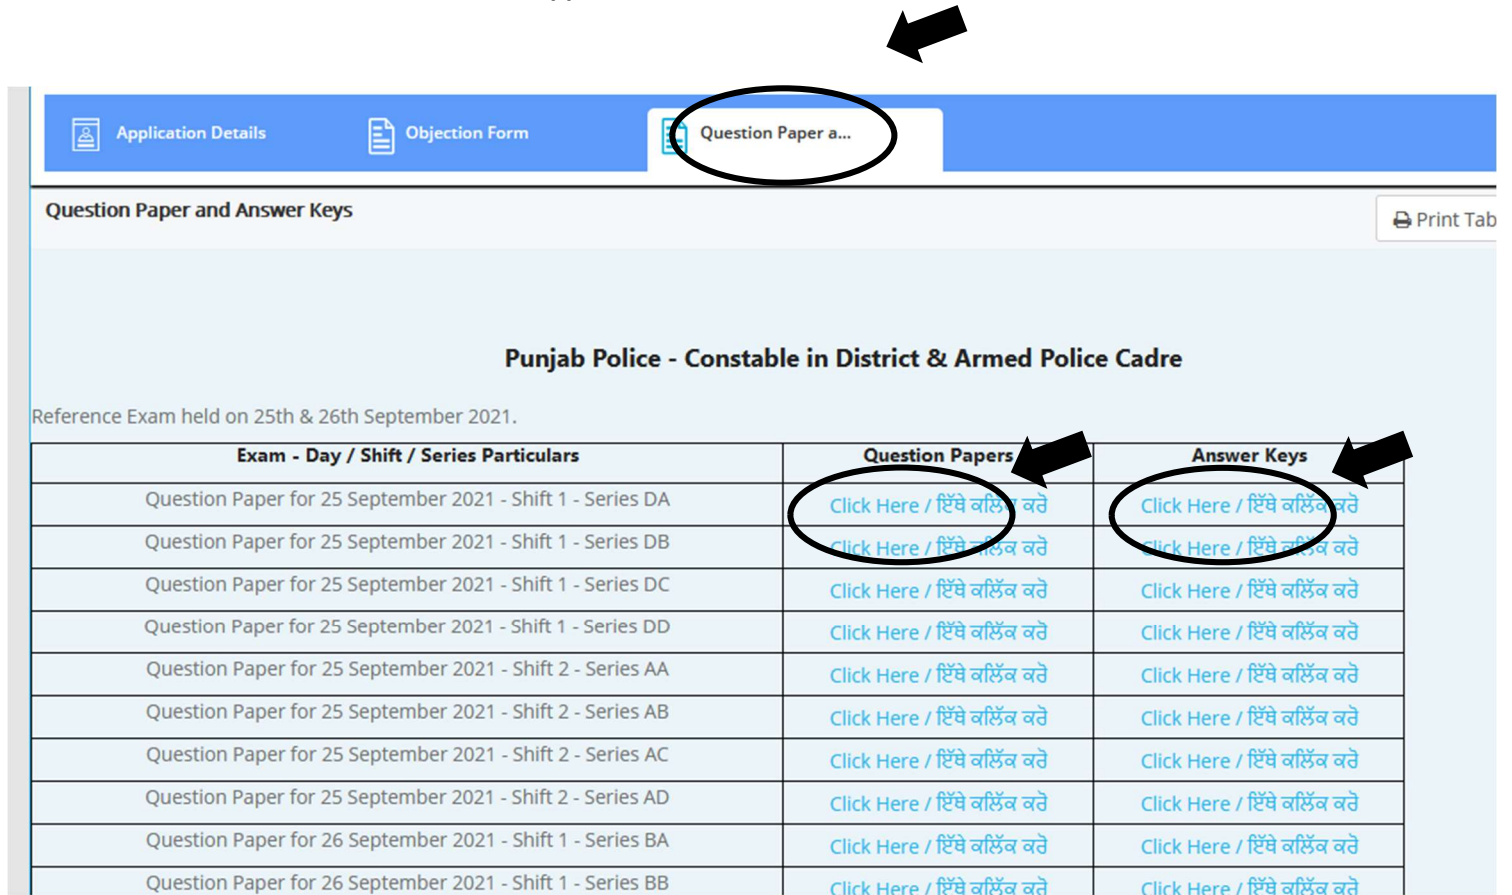 Application Details
Objection Form
Question Paper a...
Question Paper and Answer Keys
Print Tab
Punjab Police - Constable in District & Armed Police Cadre
Reference Exam held on 25th & 26th September 2021.
Exam - Day / Shift / Series Particulars Question Papers Answer Keys
Question Paper for 25 September 2021 - Shift 1 - Series DA Click Here / ਇੱਥੇ ਕਲਿੱਕ ਕਰੋ Click Here / ਇੱਥੇ ਕਲਿੱਕ ਕਰੋ
Question Paper for 25 September 2021 - Shift 1 - Series DB Click Here / ਇੱਥੇ ਕਲਿੱਕ ਕਰੋ Click Here / ਇੱਥੇ ਕਲਿੱਕ ਕਰੋ
Question Paper for 25 September 2021 - Shift 1 - Series DC Click Here / ਇੱਥੇ ਕਲਿੱਕ ਕਰੋ Click Here / ਇੱਥੇ ਕਲਿੱਕ ਕਰੋ
Question Paper for 25 September 2021 - Shift 1 - Series DD Click Here / ਇੱਥੇ ਕਲਿੱਕ ਕਰੋ Click Here / ਇੱਥੇ ਕਲਿੱਕ ਕਰੋ
Question Paper for 25 September 2021 - Shift 2 - Series AA Click Here / ਇੱਥੇ ਕਲਿੱਕ ਕਰੋ Click Here / ਇੱਥੇ ਕਲਿੱਕ ਕਰੋ
Question Paper for 25 September 2021 - Shift 2 - Series AB Click Here / ਇੱਥੇ ਕਲਿੱਕ ਕਰੋ Click Here / ਇੱਥੇ ਕਲਿੱਕ ਕਰੋ
Question Paper for 25 September 2021 - Shift 2 - Series AC Click Here / ਇੱਥੇ ਕਲਿੱਕ ਕਰੋ Click Here / ਇੱਥੇ ਕਲਿੱਕ ਕਰੋ
Question Paper for 25 September 2021 - Shift 2 - Series AD Click Here / ਇੱਥੇ ਕਲਿੱਕ ਕਰੋ Click Here / ਇੱਥੇ ਕਲਿੱਕ ਕਰੋ
Question Paper for 26 September 2021 - Shift 1 - Series BA Click Here / ਇੱਥੇ ਕਲਿੱਕ ਕਰੋ Click Here / ਇੱਥੇ ਕਲਿੱਕ ਕਰੋ
Question Paper for 26 September 2021 - Shift 1 - Series BB Click Here / ਇੱਥੇ ਕਲਿੱਕ ਕਰੋ Click Here / ਇੱਥੇ ਕਲਿੱਕ ਕਰੋ